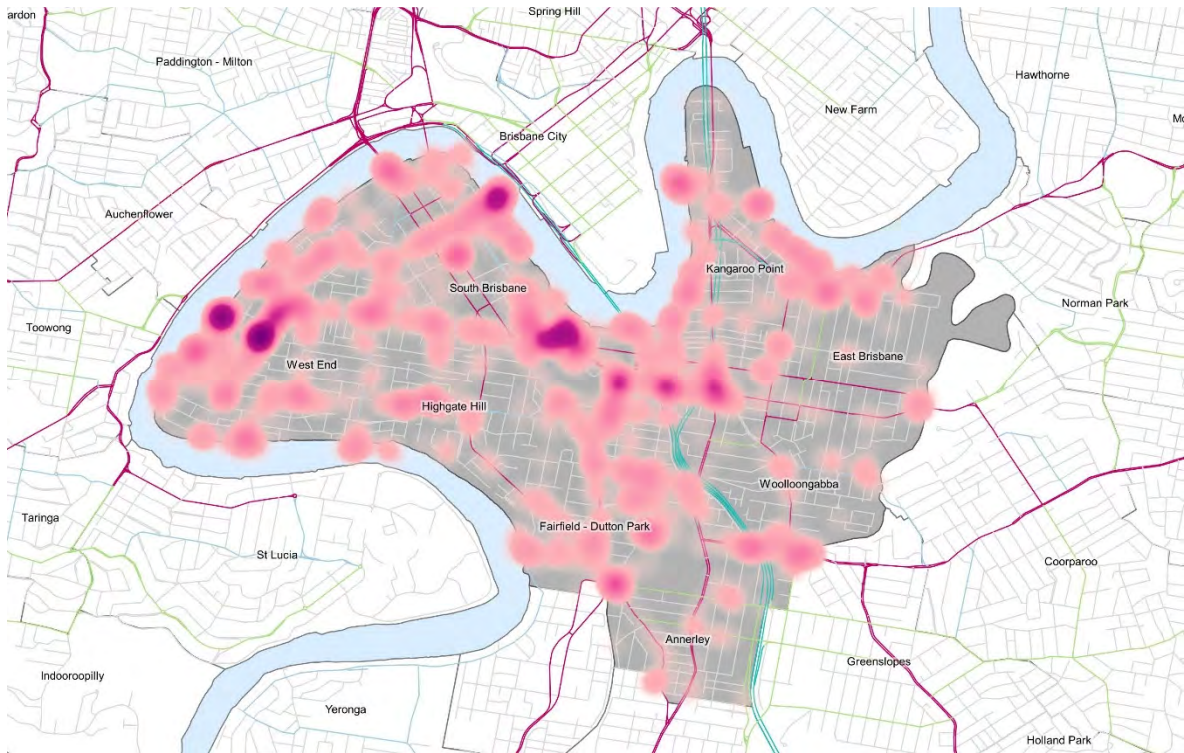 ardon
Spring Hill
Paddington - Milton
Hawthorne
New Farm
Mo
Brisbane City
Auchenflower
Kangaroo Point
South Brisbane
Norman Park
Toowong
East Brisbane
West End
Highgate Hill
Woolloongabba
Taringa
Fairfield - Dutton Park
St Lucia
Coorparoo
Annerley
Greenslopes
Indooroopilly
Yeronga
Holland Park